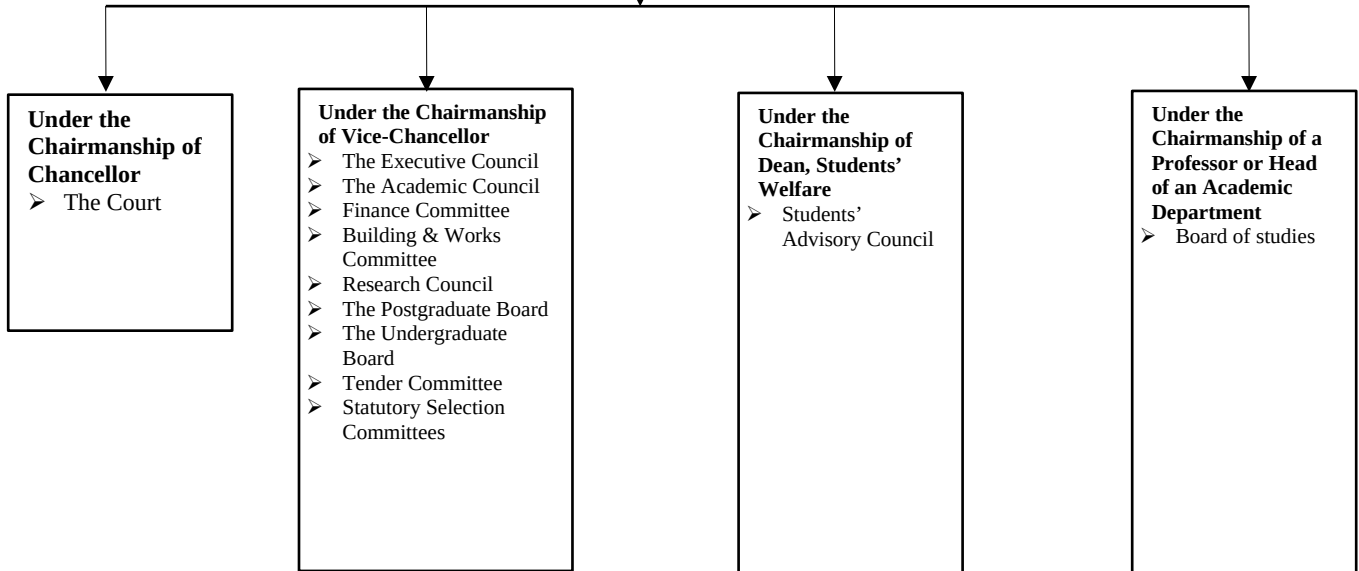 Under the
Chairmanship of
Chancellor
➢ The Court
Under the Chairmanship
of Vice-Chancellor
➢ The Executive Council
➢ The Academic Council
➢ Finance Committee
➢ Building & Works
Committee
➢ Research Council
➢ The Postgraduate Board
➢ The Undergraduate
Board
➢ Tender Committee
➢ Statutory Selection
Committees
Under the
Chairmanship of
Dean, Students’
Welfare
➢ Students’
Advisory Council
Under the
Chairmanship of a
Professor or Head
of an Academic
Department
➢ Board of studies